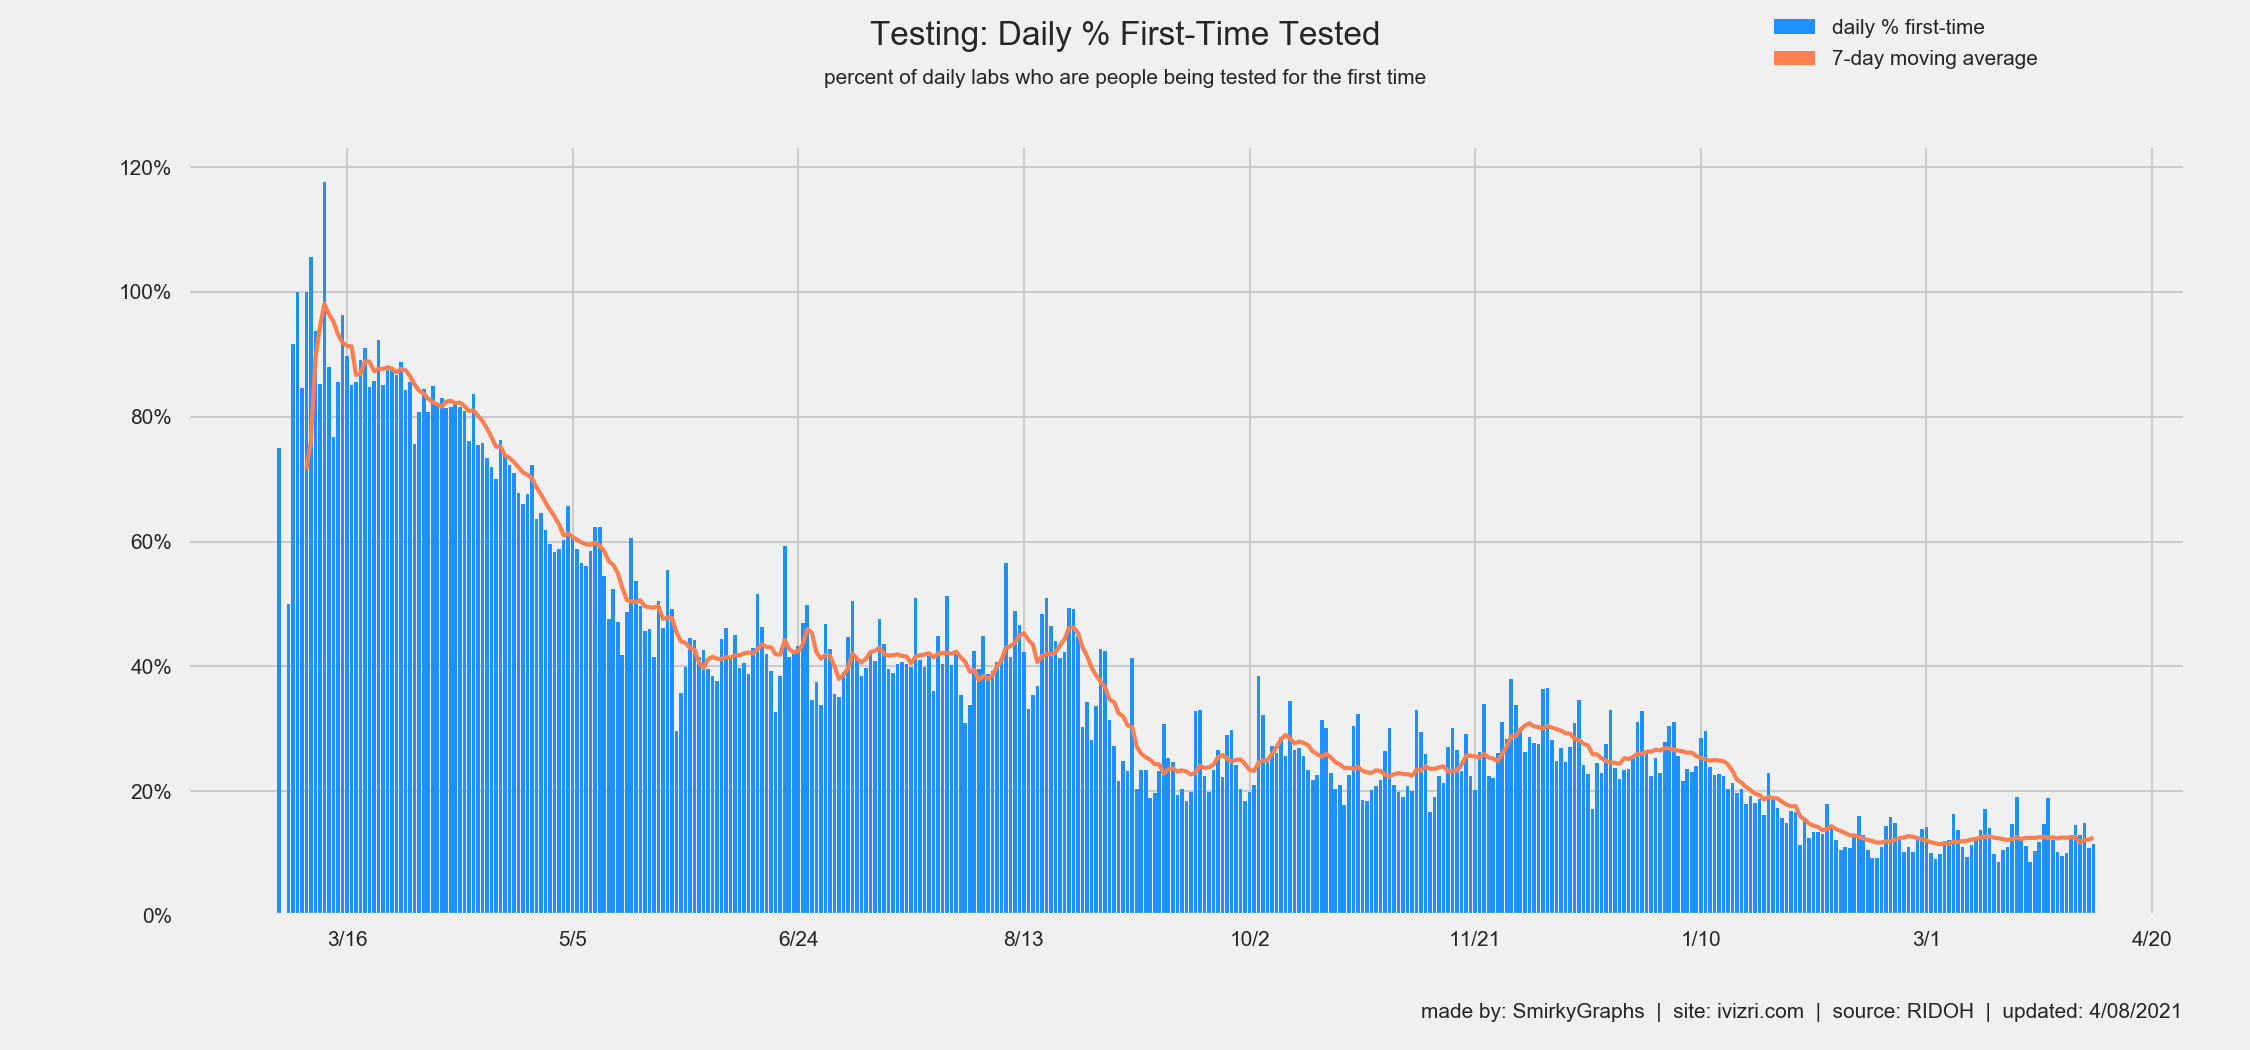 Testing: Daily % First-Time Tested
percent of daily labs who are people being tested for the first time
daily % first-time
7-day moving average
120%
100%
80%
60%
40%
20%
0%
3/16 5/5 6/24 8/13 10/2 11/21 1/10 3/1 4/20
made by: SmirkyGraphs | site: ivizri.com | source: RIDOH | updated: 4/08/2021